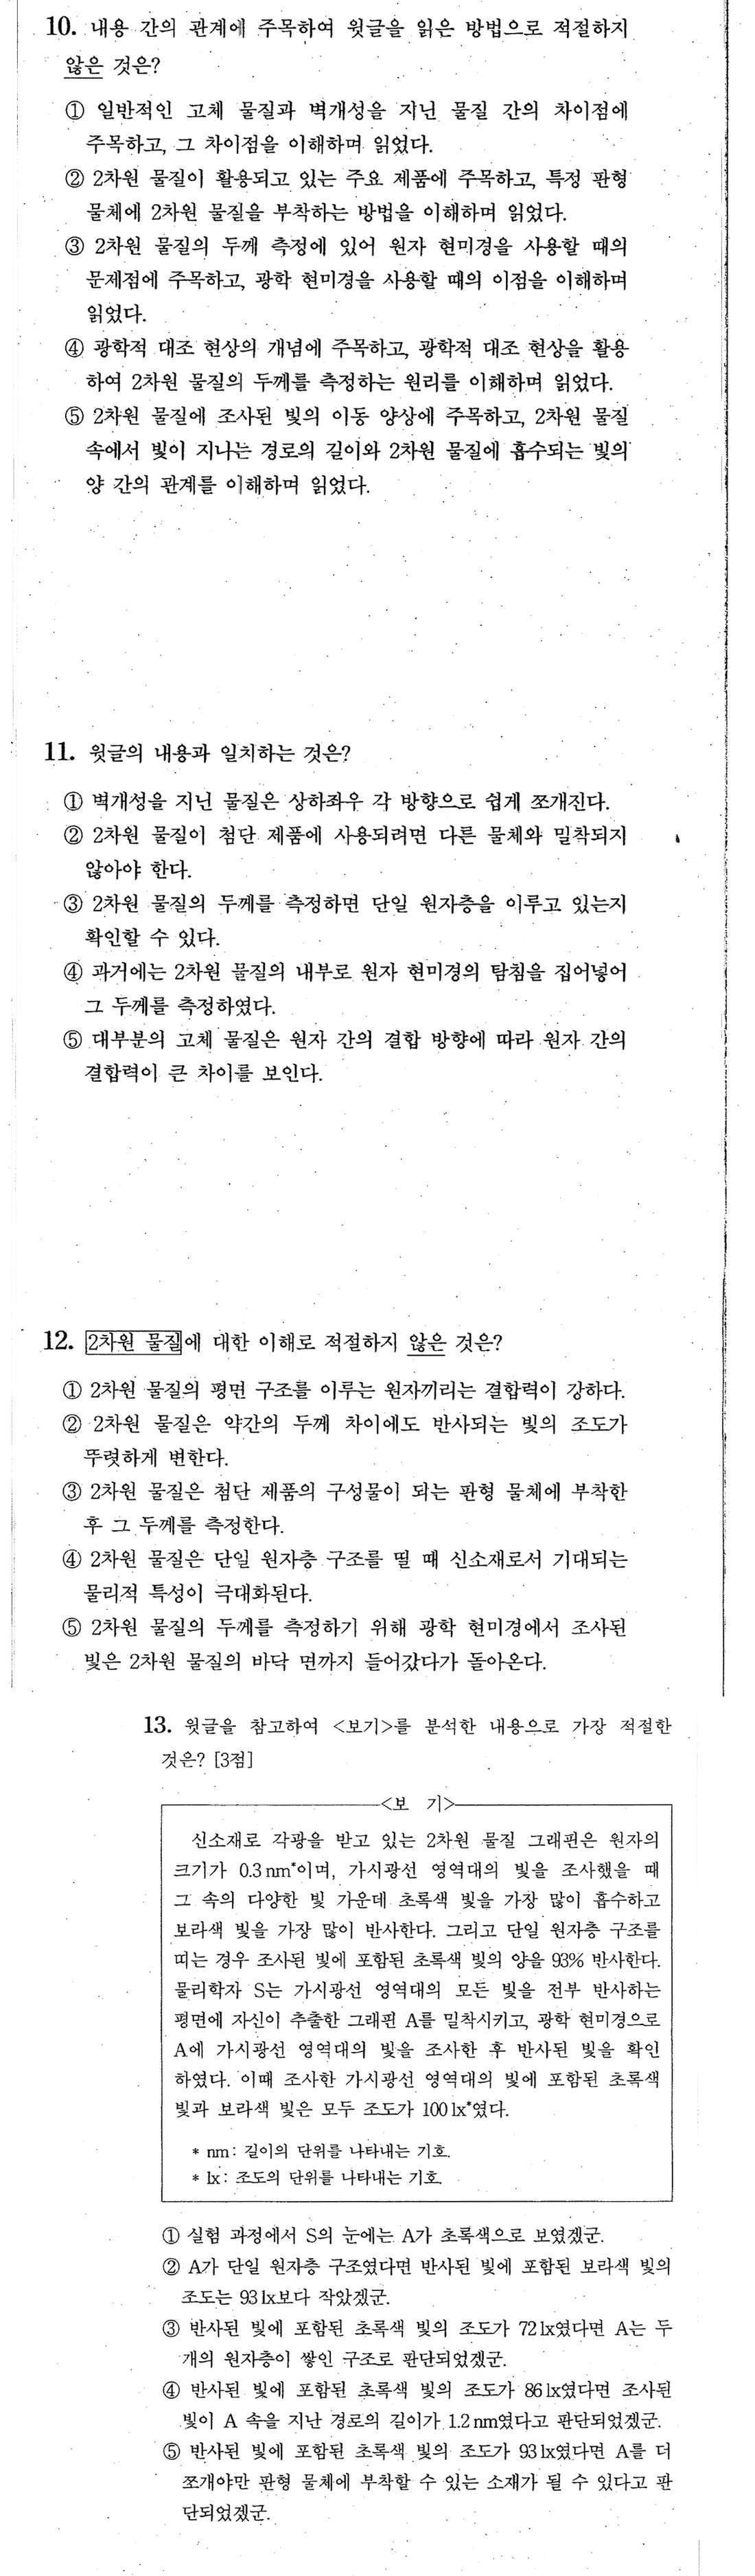 10. 내용 간의 관계에 주목하여 윗글을 읽은 방법으로 적절하지
않은 것은?
① 일반적인 고체 물질과 벽개성을 지닌 물질 간의 차이점에
주목하고, 그 차이점을 이해하며 읽었다.
② 2차원 물질이 활용되고 있는 주요 제품에 주목하고, 특정 판형
물체에 2차원 물질을 부착하는 방법을 이해하며 읽었다.
③ 2차원 물질의 두께 측정에 있어 원자 현미경을 사용할 때의
문제점에 주목하고, 광학 현미경을 사용할 때의 이점을 이해하며
읽었다.
④ 광학적 대조 현상의 개념에 주목하고, 광학적 대조 현상을 활용
하여 2차원 물질의 두께를 측정하는 원리를 이해하며 읽었다.
⑤ 2차원 물질에 조사된 빛의 이동 양상에 주목하고, 2차원 물질
속에서 빛이 지나는 경로의 길이와 2차원 물질에 흡수되는 빛의
양 간의 관계를 이해하며 읽었다.
11. 윗글의 내용과 일치하는 것은?
① 벽개성을 지닌 물질은 상하좌우 각 방향으로 쉽게 쪼개진다.
② 2차원 물질이 첨단 제품에 사용되려면 다른 물체와 밀착되지
않아야 한다.
③ 2차원 물질의 두께를 측정하면 단일 원자층을 이루고 있는지
확인할 수 있다.
④ 과거에는 2차원 물질의 내부로 원자 현미경의 탐침을 집어넣어
그 두께를 측정하였다.
⑤ 대부분의 고체 물질은 원자 간의 결합 방향에 따라 원자 간의
결합력이 큰 차이를 보인다.
12. 2차원 물질에 대한 이해로 적절하지 않은 것은?
① 2차원 물질의 평면 구조를 이루는 원자끼리는 결합력이 강하다.
② 2차원 물질은 약간의 두께 차이에도 반사되는 빛의 조도가
뚜렷하게 변한다.
③ 2차원 물질은 첨단 제품의 구성물이 되는 판형 물체에 부착한
후 그 두께를 측정한다.
④ 2차원 물질은 단일 원자층 구조를 띨 때 신소재로서 기대되는
물리적 특성이 극대화된다.
⑤ 2차원 물질의 두께를 측정하기 위해 광학 현미경에서 조사된
빛은 2차원 물질의 바닥 면까지 들어갔다가 돌아온다.
13. 윗글을 참고하여 <보기>를 분석한 내용으로 가장 적절한
것은? [3점]
<보 기>
신소재로 각광을 받고 있는 2차원 물질 그래핀은 원자의
크기가 0.3nm*이며, 가시광선 영역대의 빛을 조사했을 때
그 속의 다양한 빛 가운데 초록색 빛을 가장 많이 흡수하고
보라색 빛을 가장 많이 반사한다. 그리고 단일 원자층 구조를
띠는 경우 조사된 빛에 포함된 초록색 빛의 양을 93% 반사한다.
물리학자 S는 가시광선 영역대의 모든 빛을 전부 반사하는
평면에 자신이 추출한 그래핀 A를 밀착시키고, 광학 현미경으로
A에 가시광선 영역대의 빛을 조사한 후 반사된 빛을 확인
하였다. 이때 조사한 가시광선 영역대의 빛에 포함된 초록색
빛과 보라색 빛은 모두 조도가 100lx*였다.
* nm: 길이의 단위를 나타내는 기호.
* lx: 조도의 단위를 나타내는 기호.
① 실험 과정에서 S의 눈에는 A가 초록색으로 보였겠군.
② A가 단일 원자층 구조였다면 반사된 빛에 포함된 보라색 빛의
조도는 93lx보다 작았겠군.
③ 반사된 빛에 포함된 초록색 빛의 조도가 72lx였다면 A는 두
개의 원자층이 쌓인 구조로 판단되었겠군.
④ 반사된 빛에 포함된 초록색 빛의 조도가 86lx였다면 조사된
빛이 A 속을 지난 경로의 길이가 1.2nm였다고 판단되었겠군.
⑤ 반사된 빛에 포함된 초록색 빛의 조도가 93lx였다면 A를 더
쪼개야만 판형 물체에 부착할 수 있는 소재가 될 수 있다고 판
단되었겠군.